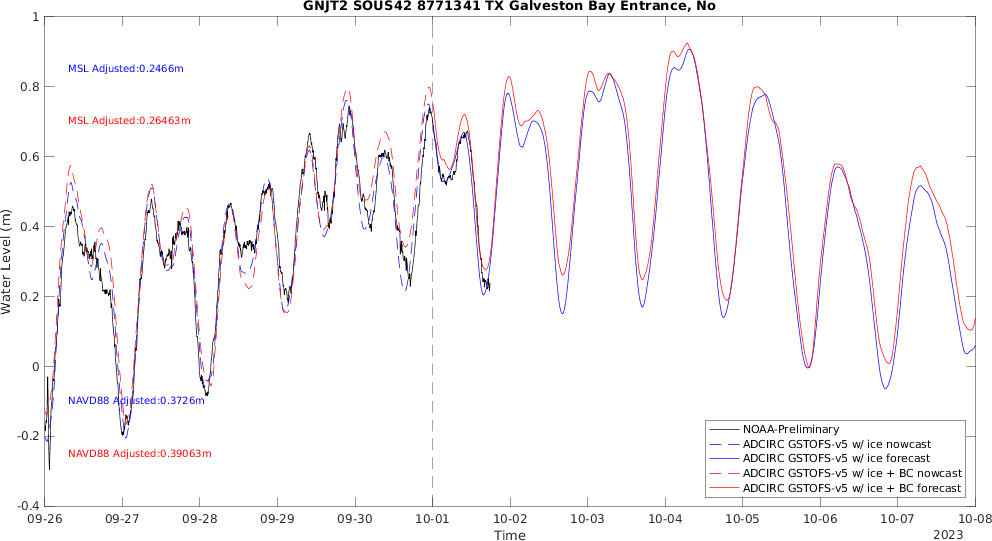 GNJT2 SOUS42 8771341 TX Galveston Bay Entrance, No
Water Level (m)
1
0.8
0.6
0.4
0.2
0
-0.2
-0.4
MSL Adjusted:0.2466m
MSL Adjusted:0.26463m
NAVD88 Adjusted:0.3726m
NAVD88 Adjusted:0.39063m
NOAA-Preliminary
ADCIRC GSTOFS-v5 w/ ice nowcast
ADCIRC GSTOFS-v5 w/ ice forecast
ADCIRC GSTOFS-v5 w/ ice + BC nowcast
ADCIRC GSTOFS-v5 w/ ice + BC forecast
09-26 09-27 09-28 09-29 09-30 10-01 10-02 10-03 10-04 10-05 10-06 10-07 10-08
Time
2023